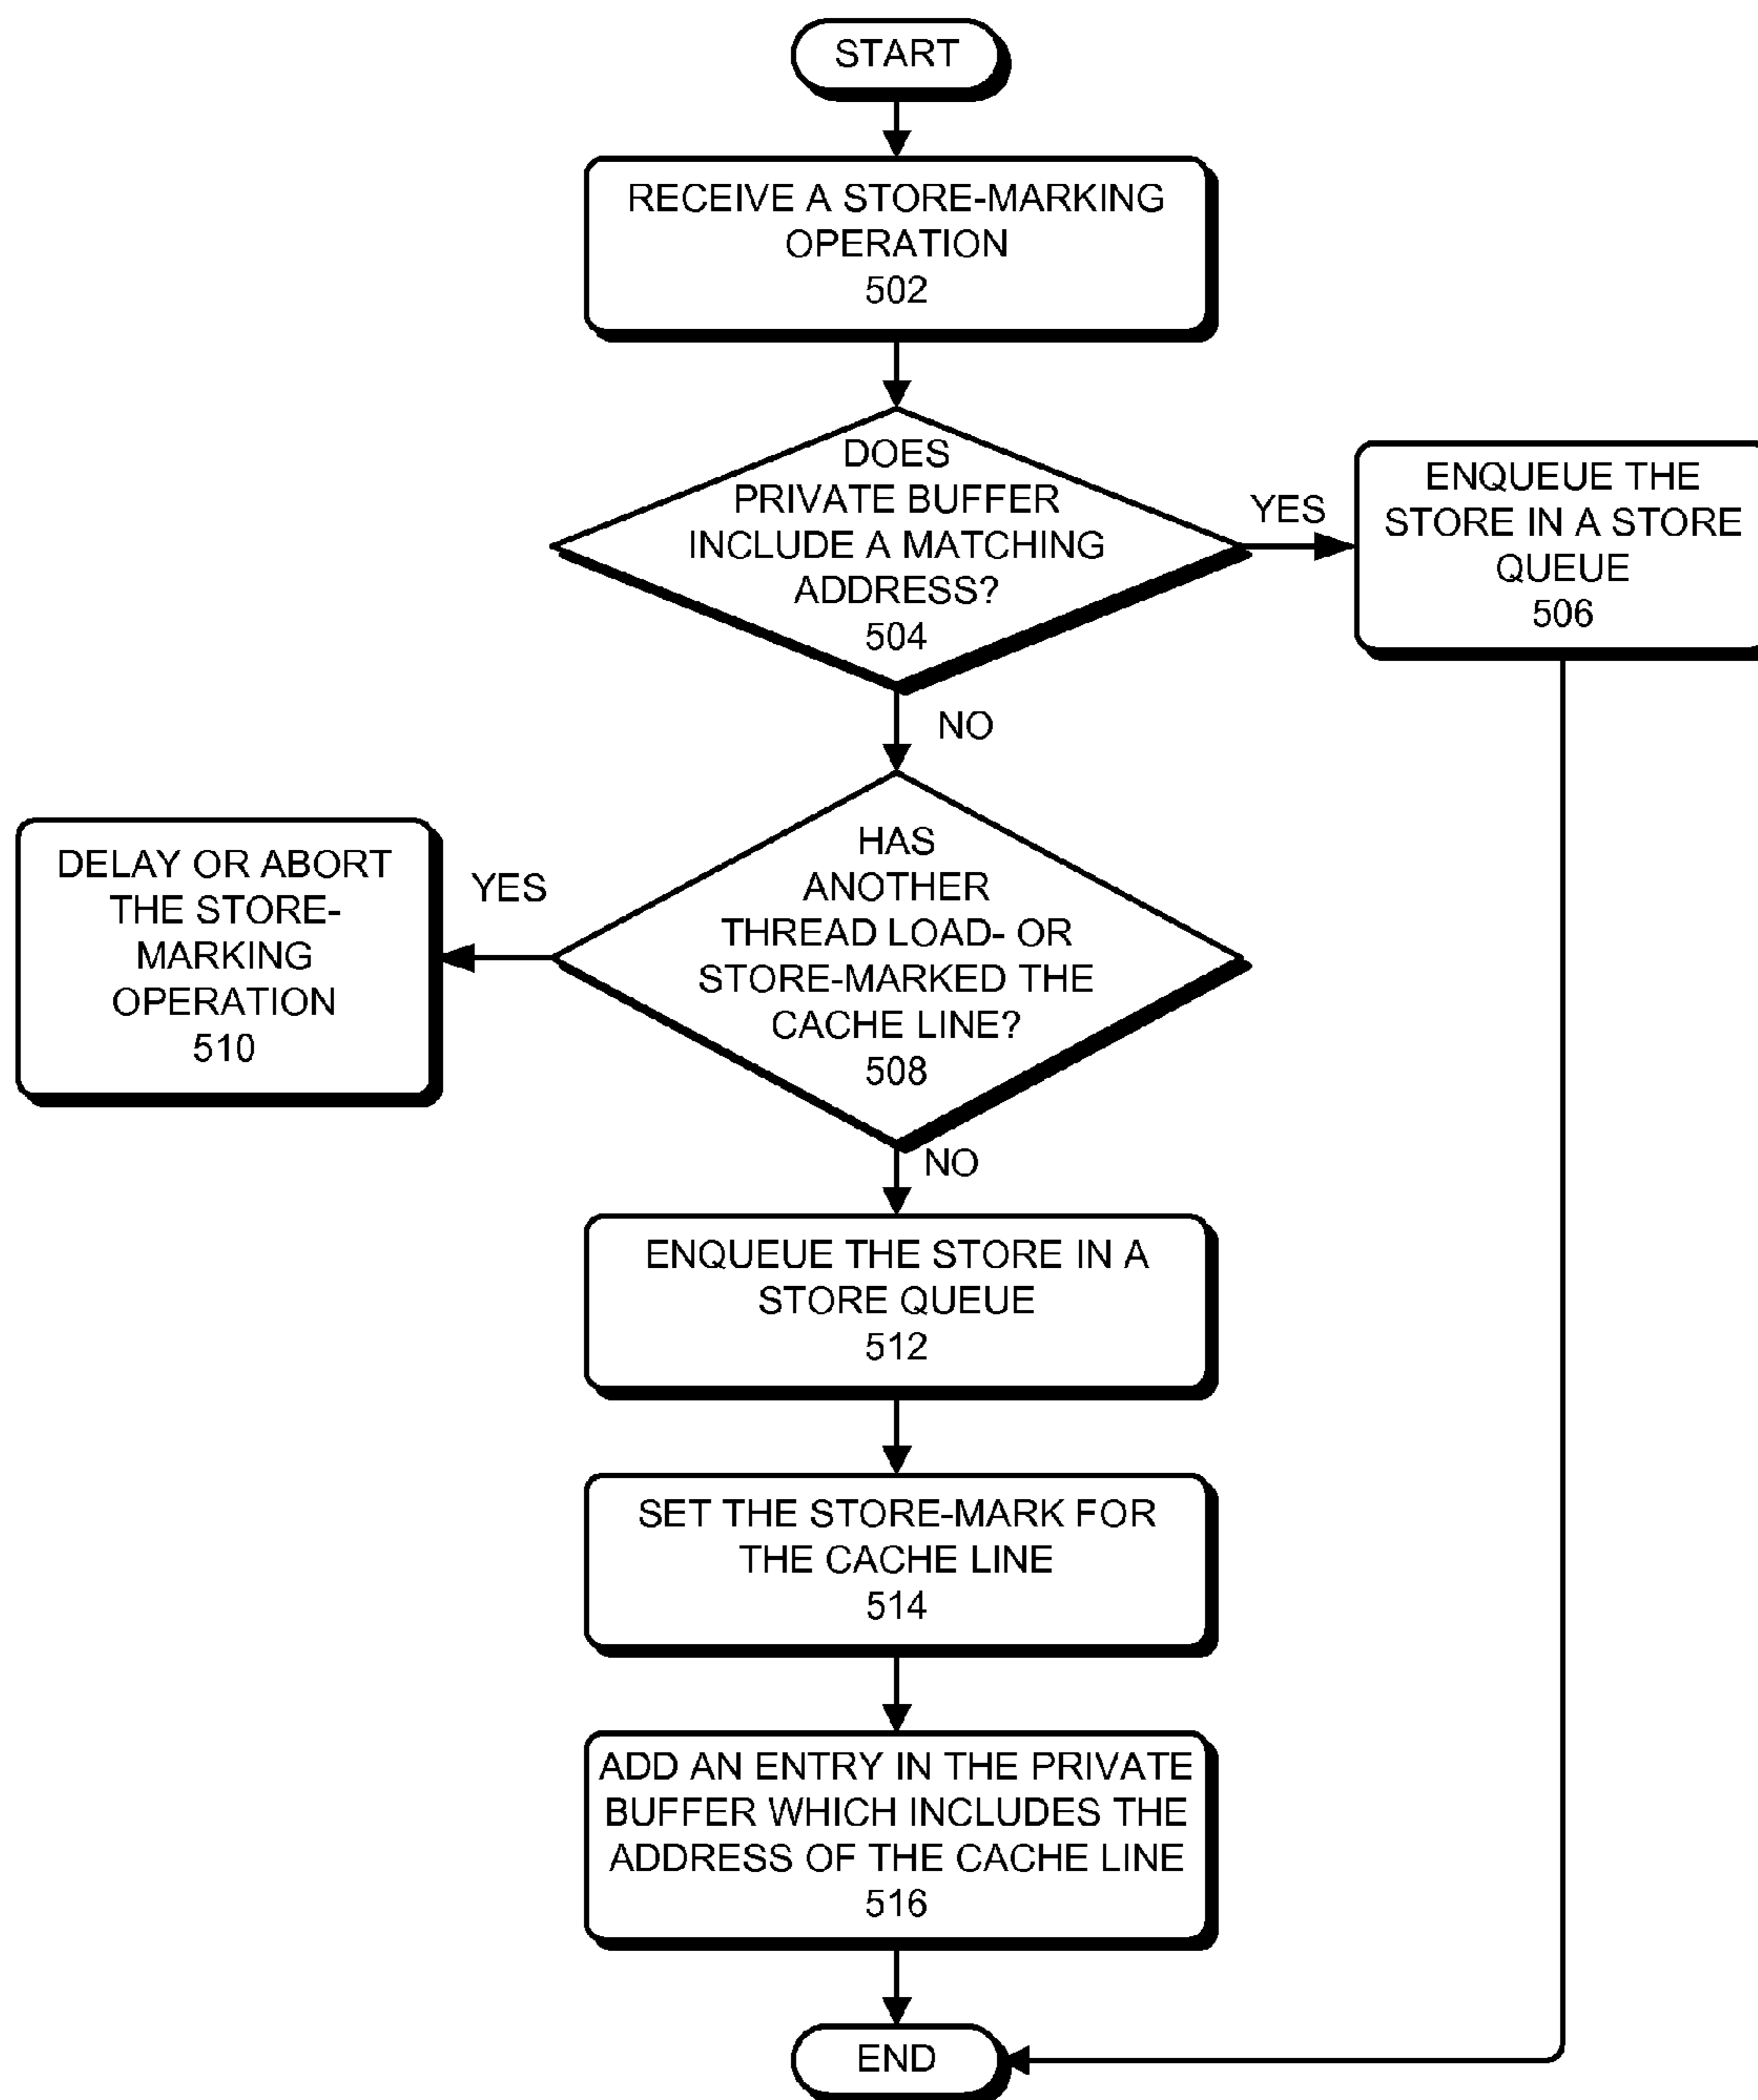 START
RECEIVE A STORE-MARKING
OPERATION
502
DOES
PRIVATE BUFFER
INCLUDE A MATCHING
ADDRESS?
504
YES
ENQUEUE THE
STORE IN A STORE
QUEUE
506
NO
HAS
ANOTHER
THREAD LOAD- OR
STORE-MARKED THE
CACHE LINE?
508
YES
DELAY OR ABORT
THE STORE-
MARKING
OPERATION
510
NO
ENQUEUE THE STORE IN A
STORE QUEUE
512
SET THE STORE-MARK FOR
THE CACHE LINE
514
ADD AN ENTRY IN THE PRIVATE
BUFFER WHICH INCLUDES THE
ADDRESS OF THE CACHE LINE
516
END